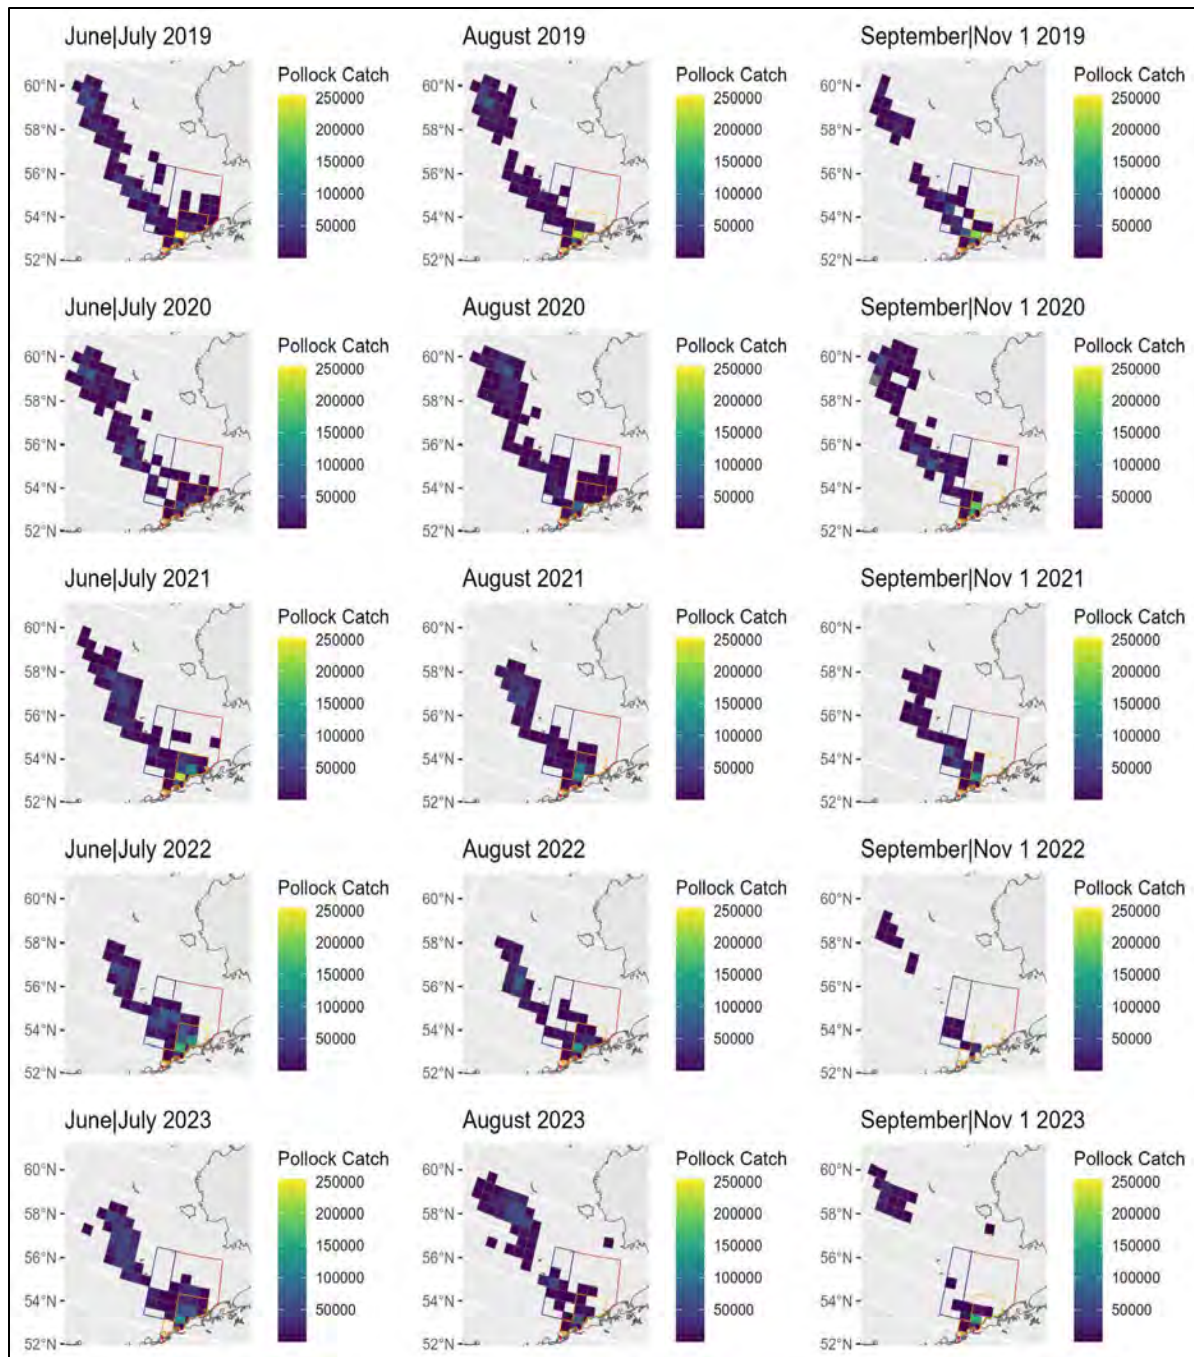 June|July 2019
August 2019
September|Nov 1 2019
60°N
58°N
56°N
54°N
52°N
Pollock Catch
250000
200000
150000
100000
50000
60°N
58°N
56°N
54°N
52°N
Pollock Catch
250000
200000
150000
100000
50000
60°N
58°N
56°N
54°N
52°N
Pollock Catch
250000
200000
150000
100000
50000
June|July 2020
August 2020
September|Nov 1 2020
60°N
58°N
56°N
54°N
52°N
Pollock Catch
250000
200000
150000
100000
50000
60°N
58°N
56°N
54°N
52°N
Pollock Catch
250000
200000
150000
100000
50000
60°N
58°N
56°N
54°N
52°N
Pollock Catch
250000
200000
150000
100000
50000
June|July 2021
August 2021
September|Nov 1 2021
60°N
58°N
56°N
54°N
52°N
Pollock Catch
250000
200000
150000
100000
50000
60°N
58°N
56°N
54°N
52°N
Pollock Catch
250000
200000
150000
100000
50000
60°N
58°N
56°N
54°N
52°N
Pollock Catch
250000
200000
150000
100000
50000
June|July 2022
August 2022
September|Nov 1 2022
60°N
58°N
56°N
54°N
52°N
Pollock Catch
250000
200000
150000
100000
50000
60°N
58°N
56°N
54°N
52°N
Pollock Catch
250000
200000
150000
100000
50000
60°N
58°N
56°N
54°N
52°N
Pollock Catch
250000
200000
150000
100000
50000
June|July 2023
August 2023
September|Nov 1 2023
60°N
58°N
56°N
54°N
52°N
Pollock Catch
250000
200000
150000
100000
50000
60°N
58°N
56°N
54°N
52°N
Pollock Catch
250000
200000
150000
100000
50000
60°N
58°N
56°N
54°N
52°N
Pollock Catch
250000
200000
150000
100000
50000